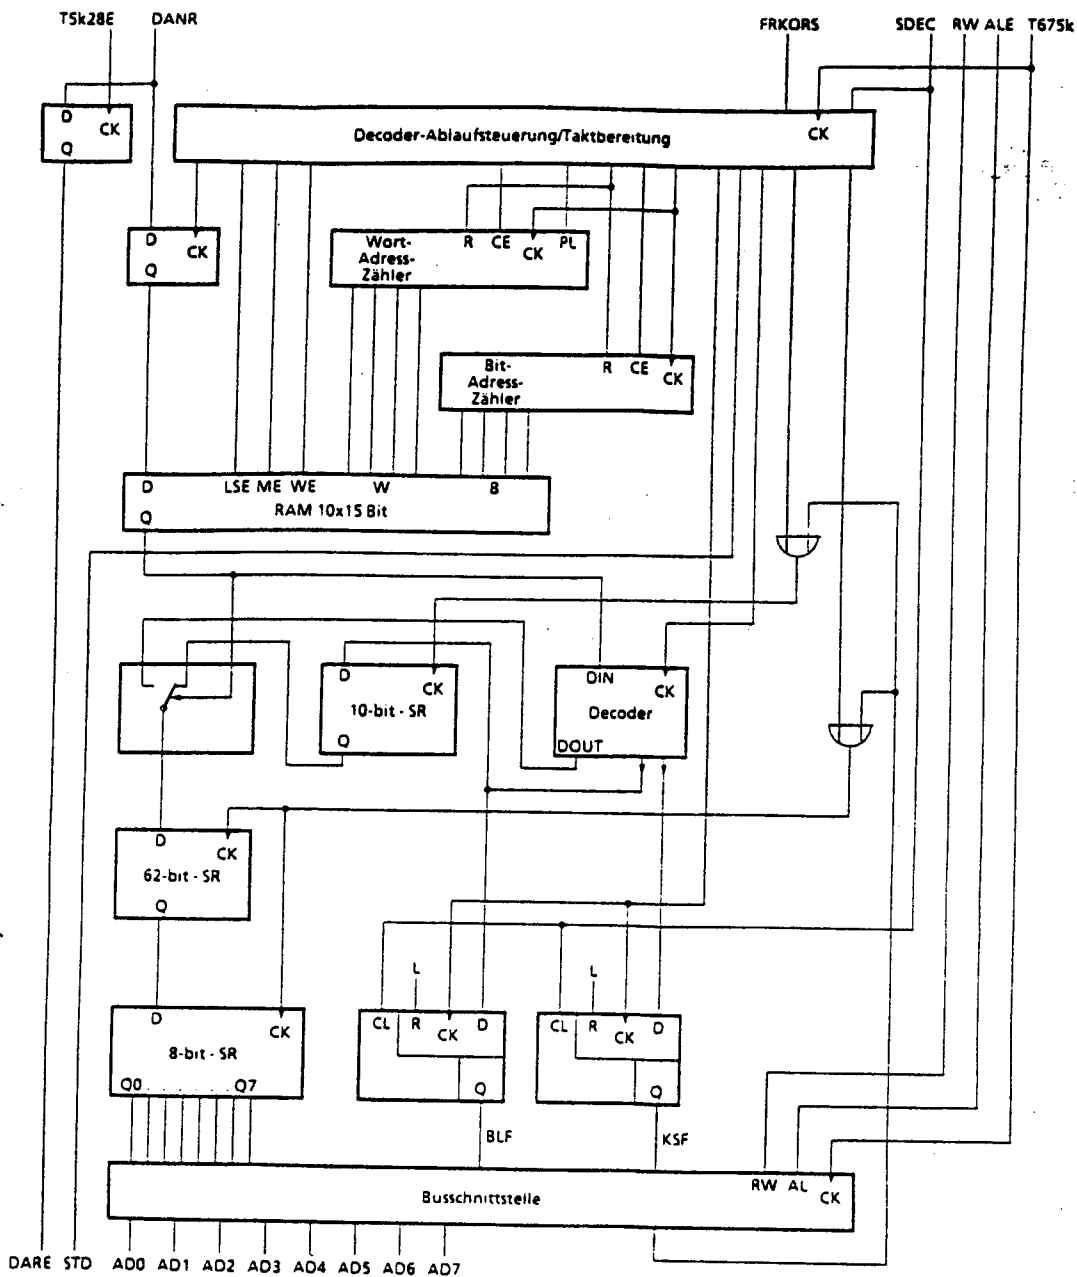 T5k28E DANR FRKORS SDEC RW ALE T675k
D CK
Q
Decoder-Ablaufsteuerung/Taktbereitung CK
D CK
Q
Wort-
Adress-
Zähler
R CE CK PL
Bit-
Adress-
Zähler
R CE CK
D LSE ME WE W B
RAM 10x15 Bit
Q
D CK
10-bit - SR
Q
DIN CK
Decoder
DOUT
D CK
62-bit - SR
Q
L L
D CK
8-bit - SR
Q0 Q7
CL R CK D
Q
CL R CK D
Q
BLF KSF
RW AL CK
Busschnittstelle
DARE STD AD0 AD1 AD2 AD3 AD4 AD5 AD6 AD7